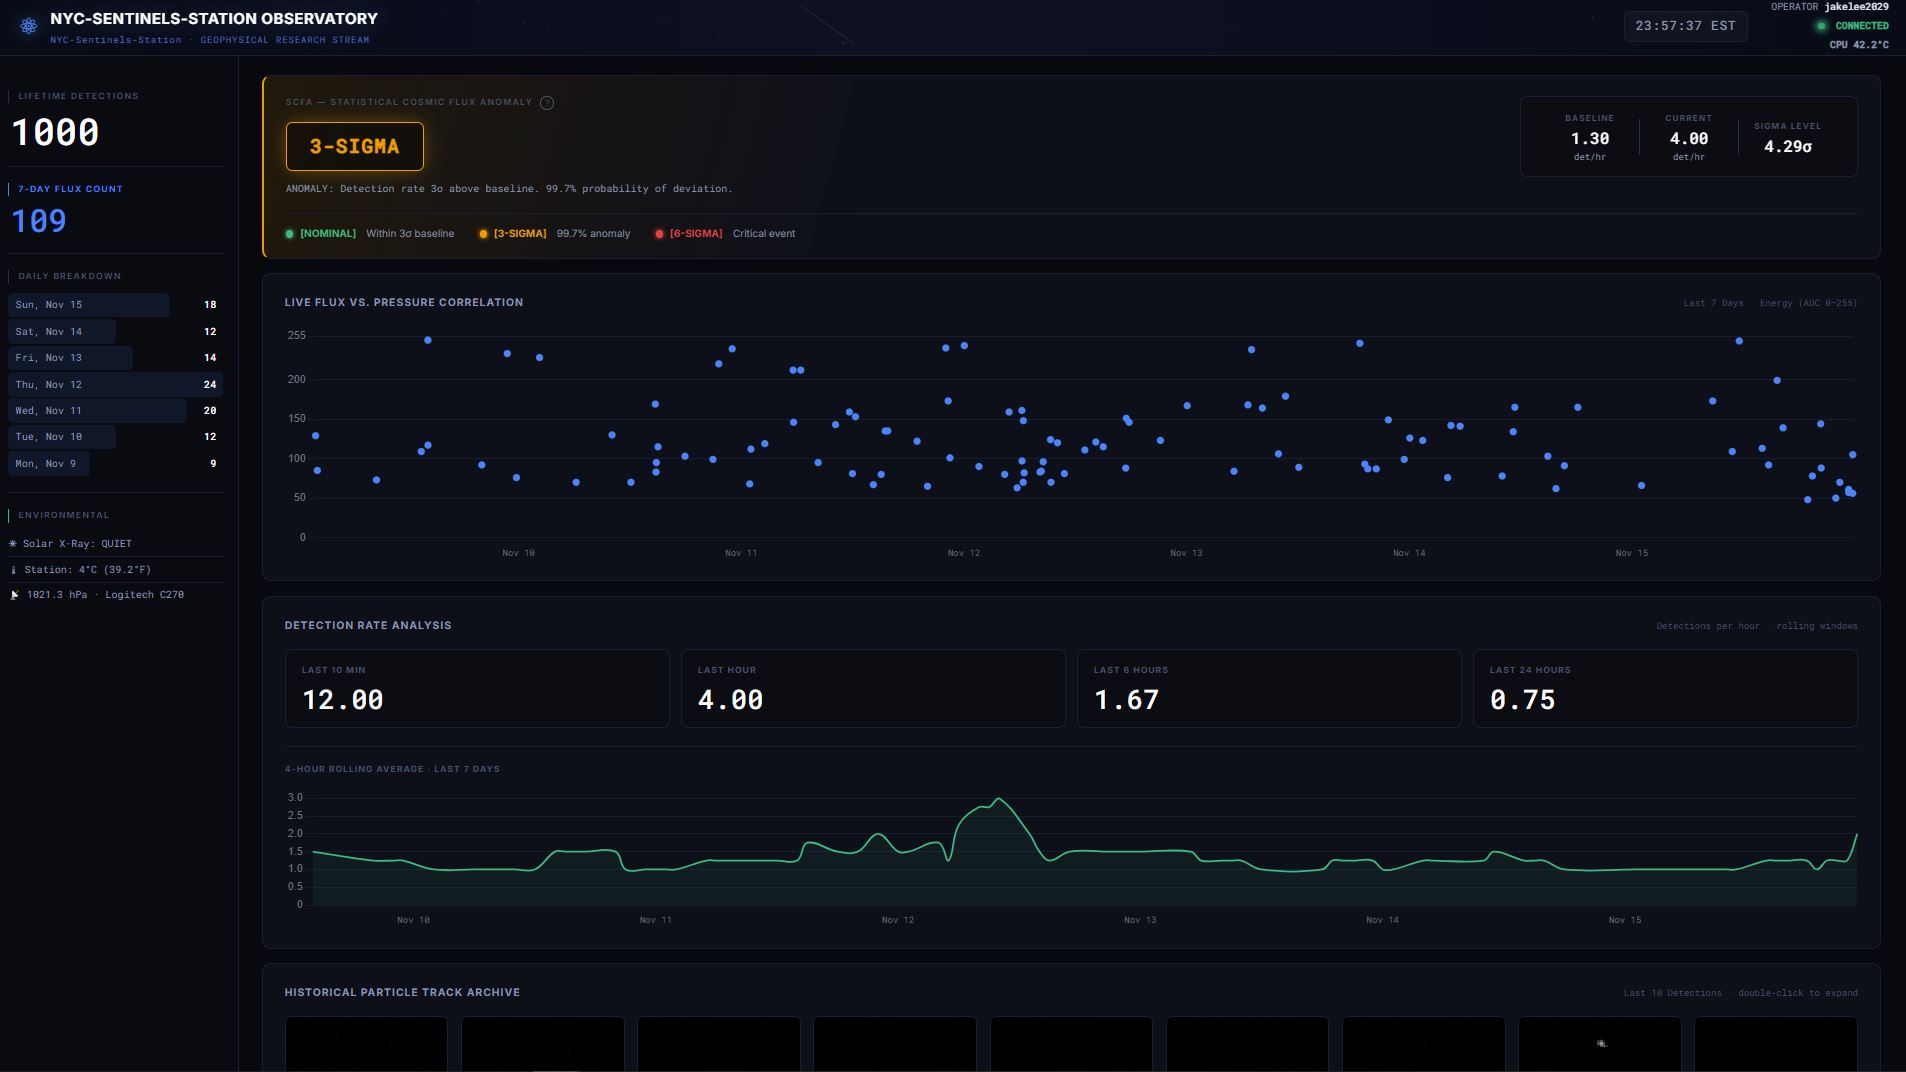 NYC-SENTINELS-STATION OBSERVATORY
NYC-Sentinels-Station · GEOPHYSICAL RESEARCH STREAM
23:57:37 EST
OPERATOR jakelee2029
CONNECTED
CPU 42.2°C
LIFETIME DETECTIONS
1000
7-DAY FLUX COUNT
109
DAILY BREAKDOWN
Sun, Nov 15 18
Sat, Nov 14 12
Fri, Nov 13 14
Thu, Nov 12 24
Wed, Nov 11 20
Tue, Nov 10 12
Mon, Nov 9 9
ENVIRONMENTAL
Solar X-Ray: QUIET
Station: 4°C (39.2°F)
1021.3 hPa · Logitech C270
SCFA — STATISTICAL COSMIC FLUX ANOMALY ?
3-SIGMA
ANOMALY: Detection rate 3σ above baseline. 99.7% probability of deviation.
BASELINE
1.30
det/hr
CURRENT
4.00
det/hr
SIGMA LEVEL
4.29σ
[NOMINAL] Within 3σ baseline [3-SIGMA] 99.7% anomaly [6-SIGMA] Critical event
LIVE FLUX VS. PRESSURE CORRELATION
Last 7 Days · Energy (ADC 0–255)
255
200
150
100
50
0
Nov 10 Nov 11 Nov 12 Nov 13 Nov 14 Nov 15
DETECTION RATE ANALYSIS
Detections per hour · rolling windows
LAST 10 MIN
12.00
LAST HOUR
4.00
LAST 6 HOURS
1.67
LAST 24 HOURS
0.75
4-HOUR ROLLING AVERAGE · LAST 7 DAYS
3.0
2.5
2.0
1.5
1.0
0.5
0
Nov 10 Nov 11 Nov 12 Nov 13 Nov 14 Nov 15
HISTORICAL PARTICLE TRACK ARCHIVE
Last 10 Detections · double-click to expand